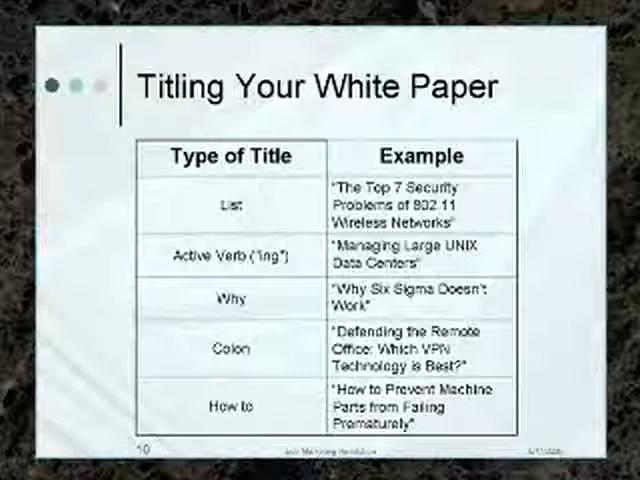 Titling Your White Paper
Type of Title
Example
List
"The Top 7 Security
Problems of 802.11
Wireless Networks"
Active Verb ("ing")
"Managing Large UNIX
Data Centers"
Why
"Why Six Sigma Doesn't
Work"
Colon
"Defending the Remote
Office: Which VPN
Technology is Best?"
How to
"How to Prevent Machine
Parts from Failing
Prematurely"
10